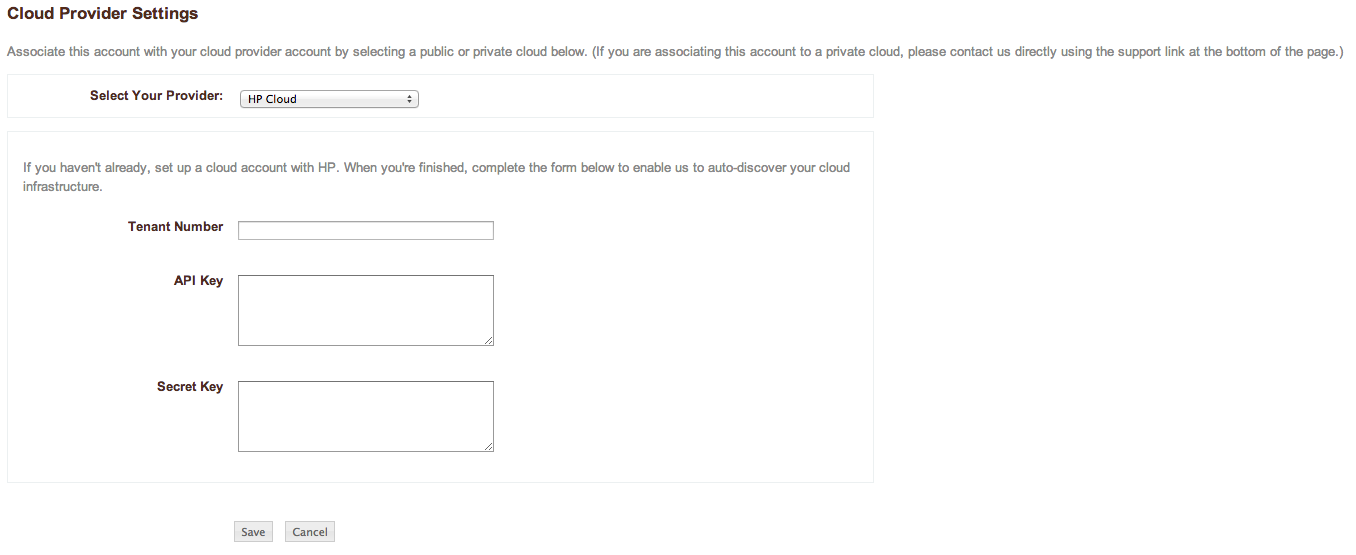 Cloud Provider Settings
Associate this account with your cloud provider account by selecting a public or private cloud below. (If you are associating this account to a private cloud, please contact us directly using the support link at the bottom of the page.)
Select Your Provider: HP Cloud
If you haven't already, set up a cloud account with HP. When you're finished, complete the form below to enable us to auto-discover your cloud
infrastructure.
Tenant Number
API Key
Secret Key
Save Cancel